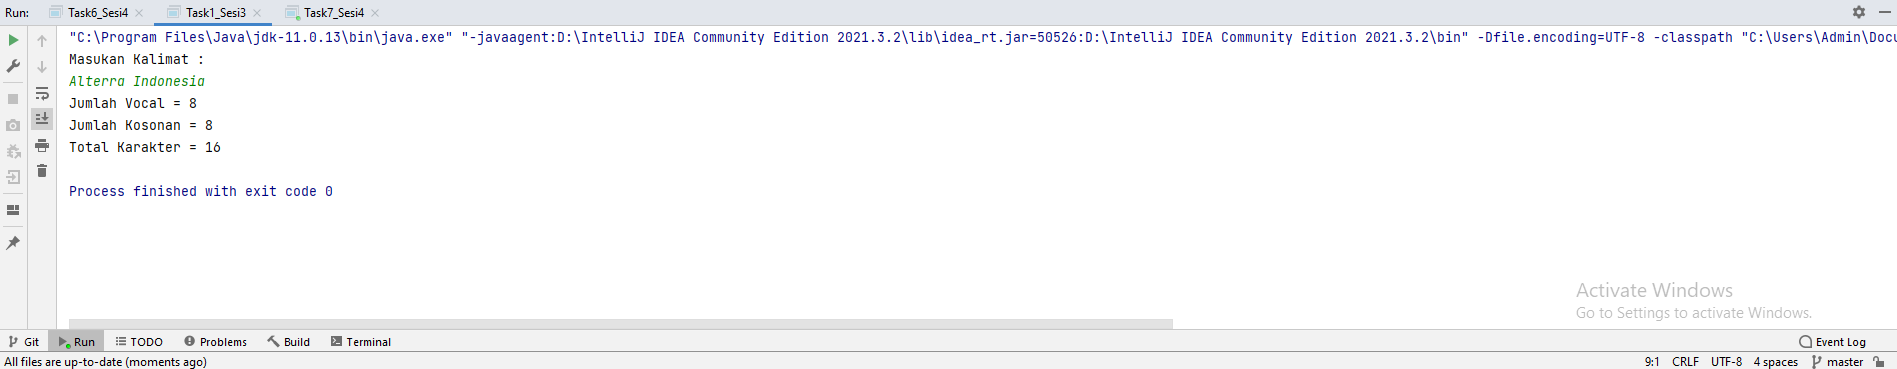 Run: Task6_Sesi4 Task1_Sesi3 Task7_Sesi4
"C:\Program Files\Java\jdk-11.0.13\bin\java.exe" "-javaagent:D:\IntelliJ IDEA Community Edition 2021.3.2\lib\idea_rt.jar=50526:D:\IntelliJ IDEA Community Edition 2021.3.2\bin" -Dfile.encoding=UTF-8 -classpath "C:\Users\Admin\Docu
Masukan Kalimat :
Alterra Indonesia
Jumlah Vocal = 8
Jumlah Kosonan = 8
Total Karakter = 16
Process finished with exit code 0
Activate Windows
Go to Settings to activate Windows.
Git Run TODO Problems Build Terminal Event Log
All files are up-to-date (moments ago) 9:1 CRLF UTF-8 4 spaces master